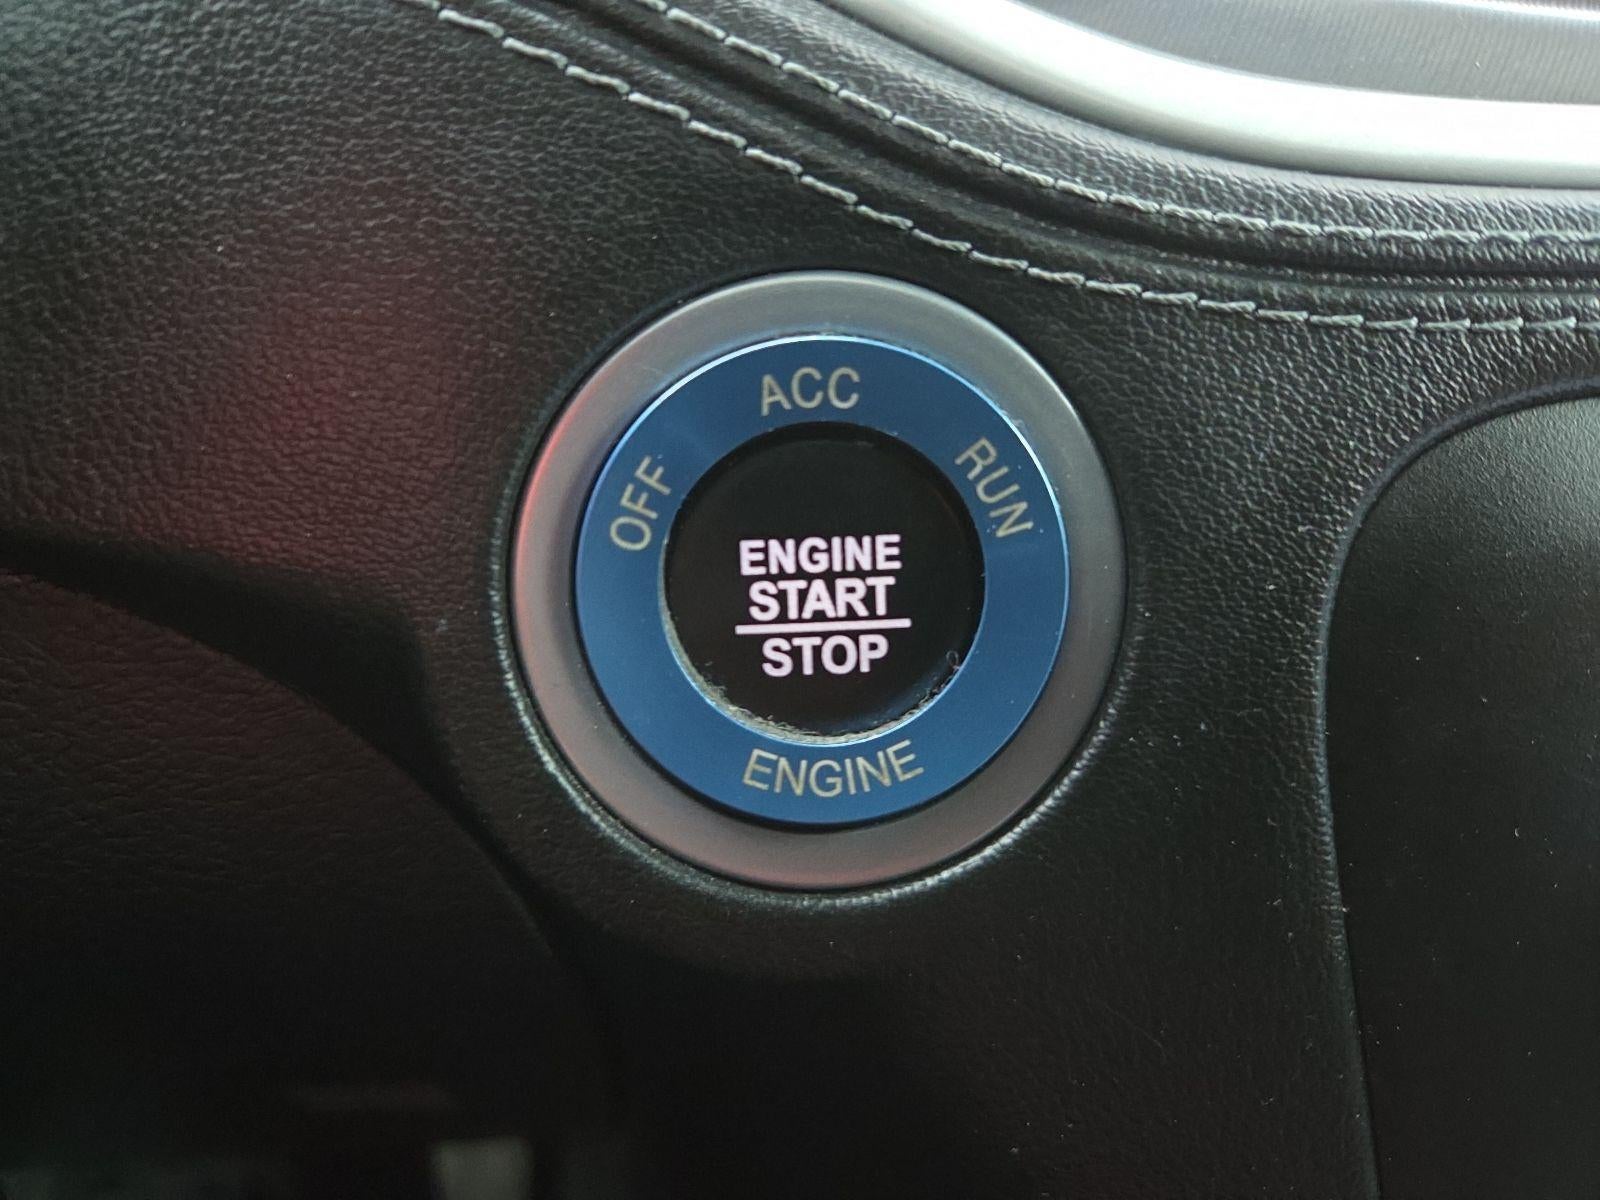 ACC
OFF
RUN
ENGINE
START
STOP
ENGINE